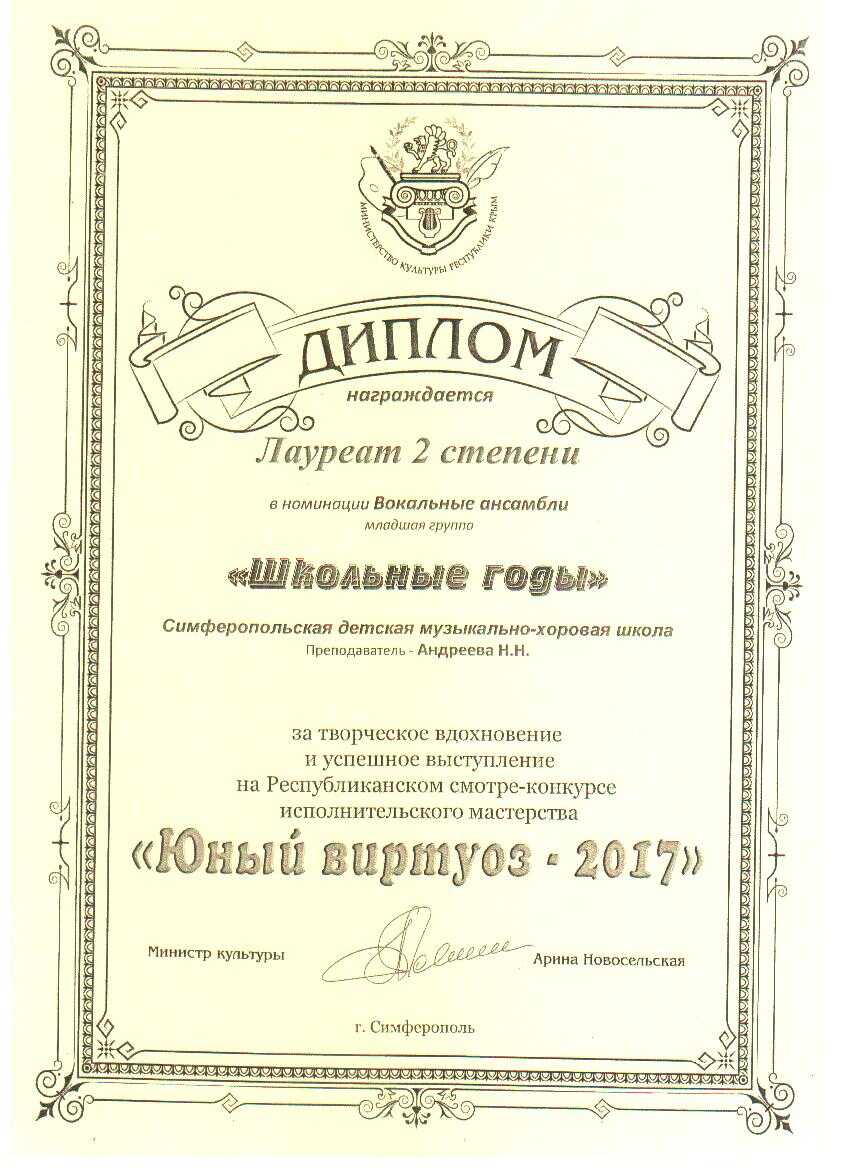 МИНИСТЕРСТВО КУЛЬТУРЫ РЕСПУБЛИКИ КРЫМ
ДИПЛОМ
награждается
Лауреат 2 степени
в номинации Вокальные ансамбли
младшая группа
«Школьные годы»
Симферопольская детская музыкально-хоровая школа
Преподаватель - Андреева Н.Н.
за творческое вдохновение
и успешное выступление
на Республиканском смотре-конкурсе
исполнительского мастерства
«Юный виртуоз - 2017»
Министр культуры
Арина Новосельская
г. Симферополь